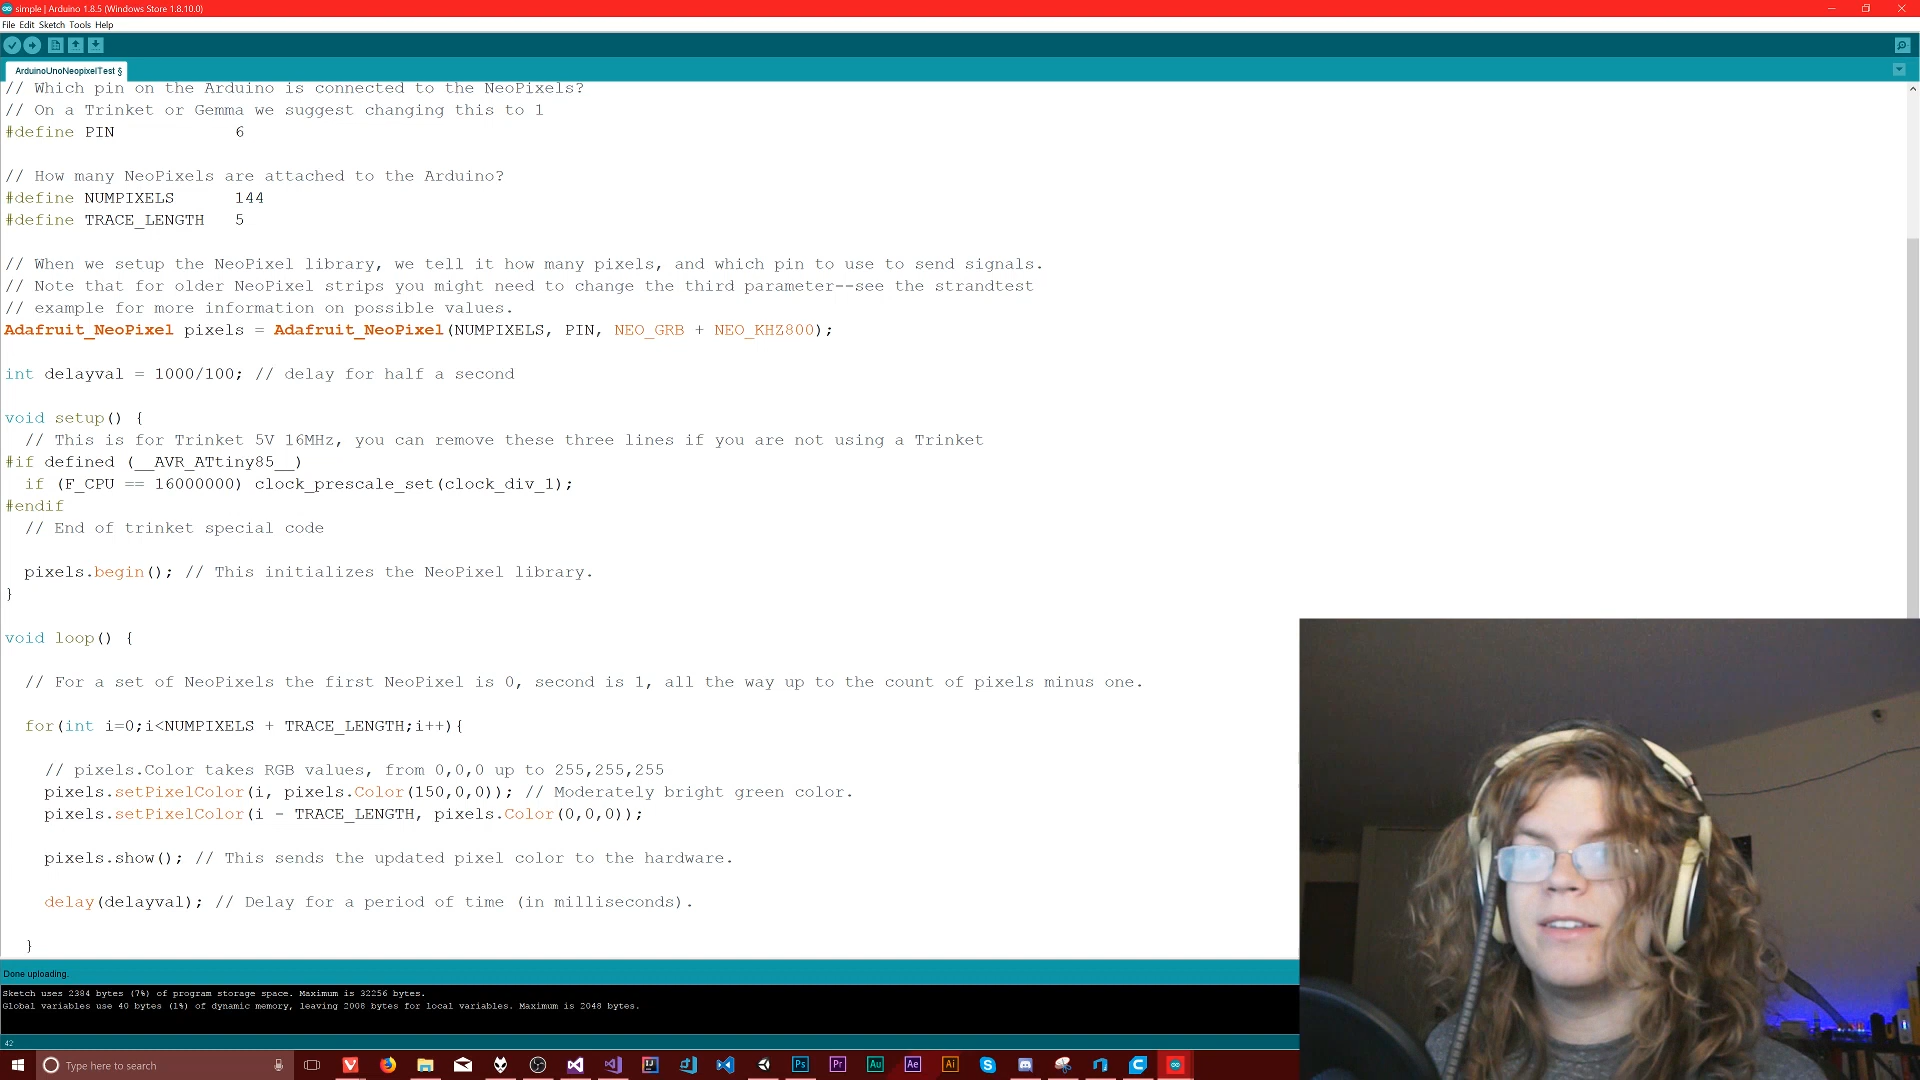 simple | Arduino 1.8.5 (Windows Store 1.8.10.0)
File Edit Sketch Tools Help
ArduinoUnoNeopixelTest §
// Which pin on the Arduino is connected to the NeoPixels?
// On a Trinket or Gemma we suggest changing this to 1
#define PIN 6
// How many NeoPixels are attached to the Arduino?
#define NUMPIXELS 144
#define TRACE_LENGTH 5
// When we setup the NeoPixel library, we tell it how many pixels, and which pin to use to send signals.
// Note that for older NeoPixel strips you might need to change the third parameter--see the strandtest
// example for more information on possible values.
Adafruit_NeoPixel pixels = Adafruit_NeoPixel(NUMPIXELS, PIN, NEO_GRB + NEO_KHZ800);
int delayval = 1000/100; // delay for half a second
void setup() {
// This is for Trinket 5V 16MHz, you can remove these three lines if you are not using a Trinket
#if defined (__AVR_ATtiny85__)
if (F_CPU == 16000000) clock_prescale_set(clock_div_1);
#endif
// End of trinket special code
pixels.begin(); // This initializes the NeoPixel library.
}
void loop() {
// For a set of NeoPixels the first NeoPixel is 0, second is 1, all the way up to the count of pixels minus one.
for(int i=0;i<NUMPIXELS + TRACE_LENGTH;i++){
// pixels.Color takes RGB values, from 0,0,0 up to 255,255,255
pixels.setPixelColor(i, pixels.Color(150,0,0)); // Moderately bright green color.
pixels.setPixelColor(i - TRACE_LENGTH, pixels.Color(0,0,0));
pixels.show(); // This sends the updated pixel color to the hardware.
delay(delayval); // Delay for a period of time (in milliseconds).
}
Done uploading.
Sketch uses 2384 bytes (7%) of program storage space. Maximum is 32256 bytes.
Global variables use 40 bytes (1%) of dynamic memory, leaving 2008 bytes for local variables. Maximum is 2048 bytes.
42
Type here to search
Ps
Pr
Au
Ae
Ai